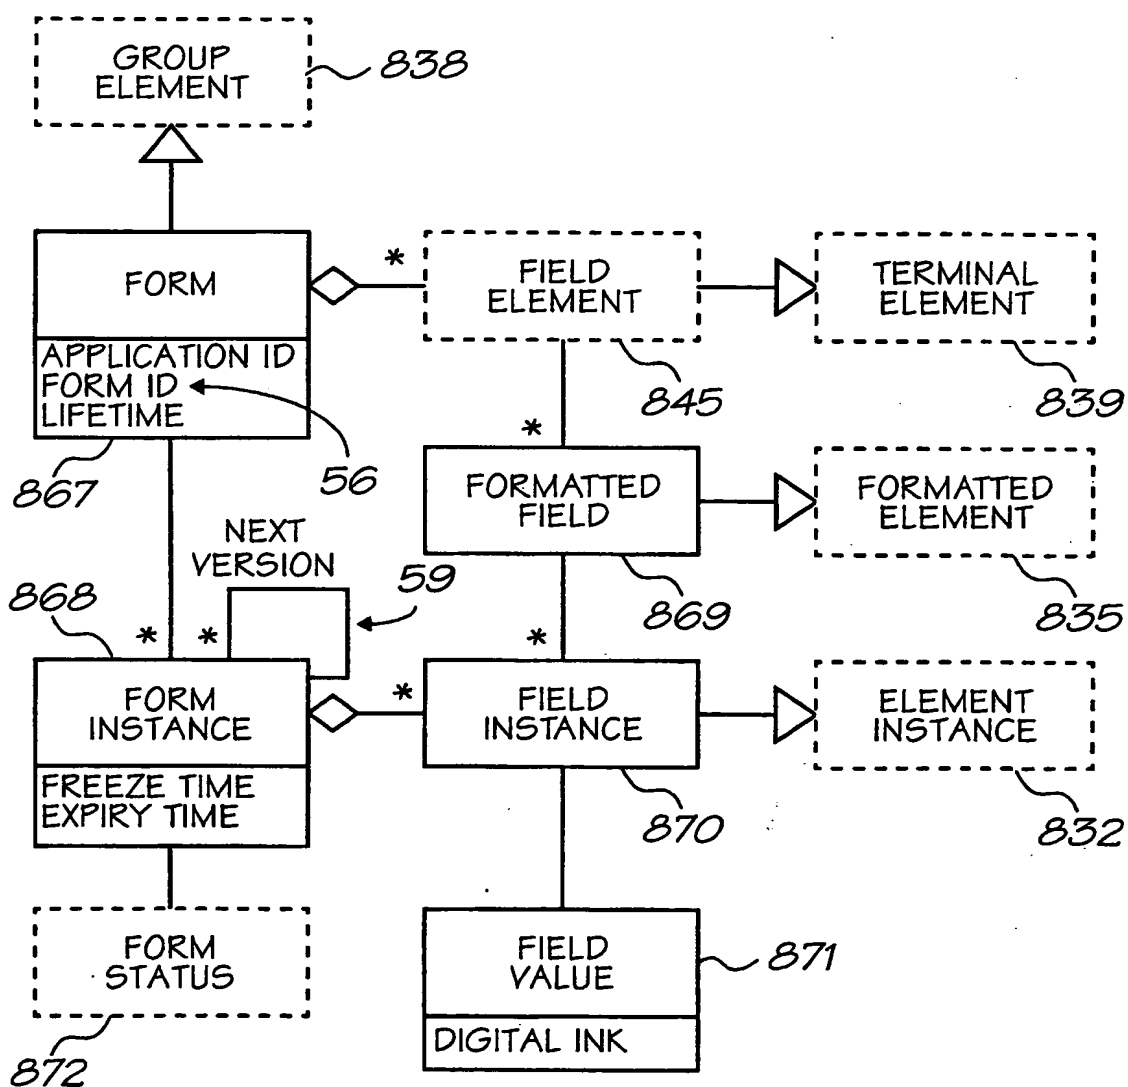 GROUP
ELEMENT
838
FORM
*
FIELD
ELEMENT
TERMINAL
ELEMENT
APPLICATION ID
FORM ID
LIFETIME
845
839
867
56
*
FORMATTED
FIELD
FORMATTED
ELEMENT
NEXT
VERSION
59
869
835
868
*
*
*
FORM
INSTANCE
*
FIELD
INSTANCE
ELEMENT
INSTANCE
FREEZE TIME
EXPIRY TIME
870
832
FORM
STATUS
FIELD
VALUE
871
DIGITAL INK
872